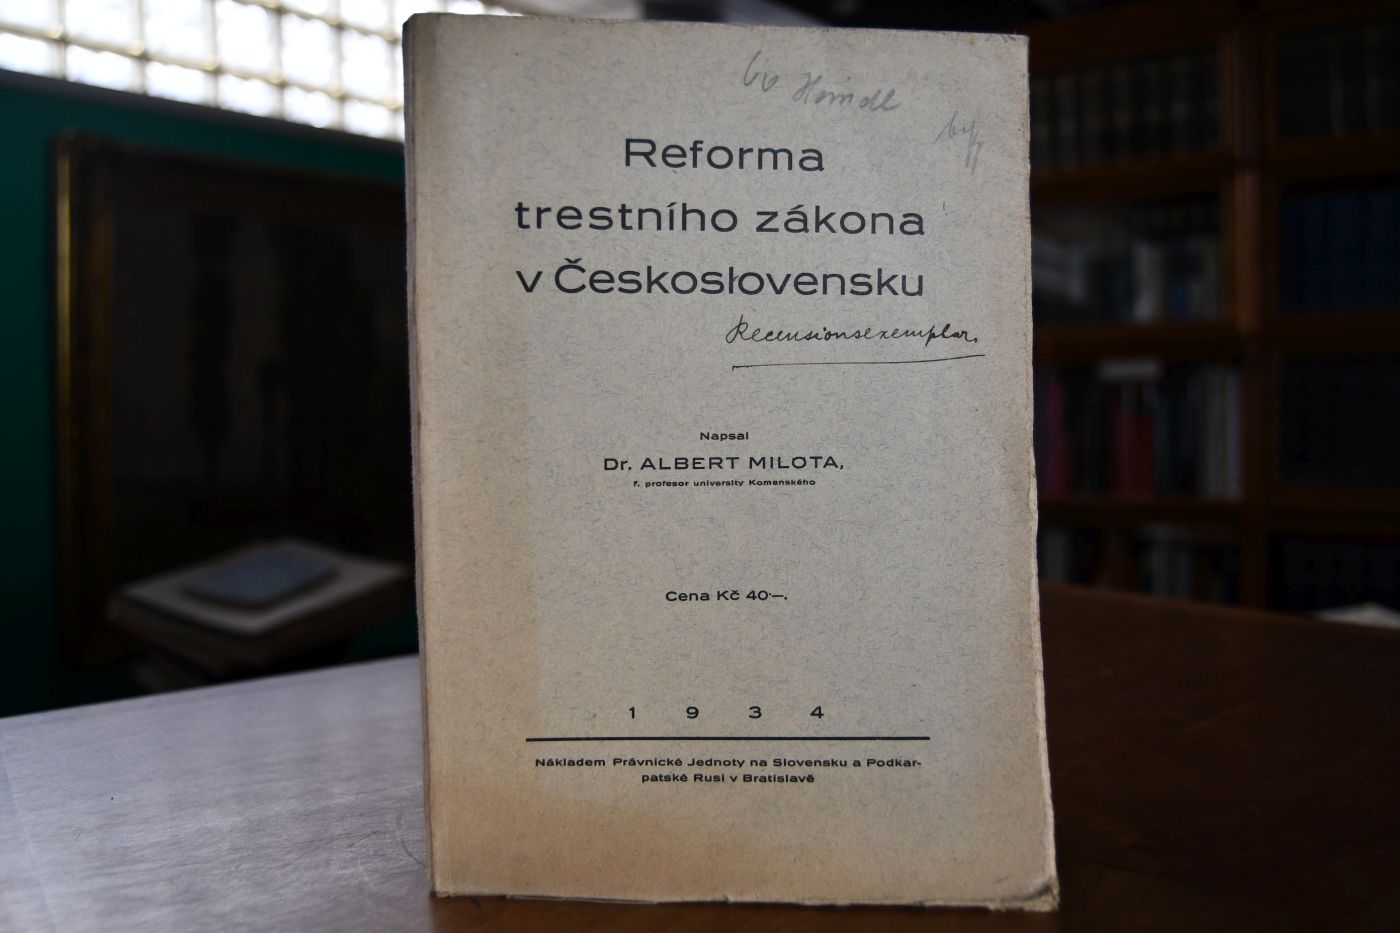 Heindl
Reforma
trestního zákona
v Československu
Recensionsexemplar.
Napsal
Dr. ALBERT MILOTA,
ř. profesor university Komenského
Cena Kč 40·—.
1 9 3 4
Nákladem Právnické Jednoty na Slovensku a Podkar-
patské Rusi v Bratislavě